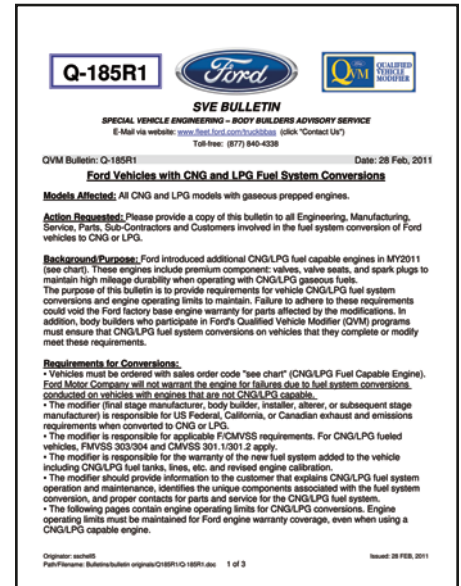 Q-185R1
Ford
QVM QUALIFIED
VEHICLE
MODIFIER
SVE BULLETIN
SPECIAL VEHICLE ENGINEERING – BODY BUILDERS ADVISORY SERVICE
E-Mail via website: www.fleet.ford.com/truckbbas (click "Contact Us")
Toll-free: (877) 840-4338
QVM Bulletin: Q-185R1 Date: 28 Feb, 2011
Ford Vehicles with CNG and LPG Fuel System Conversions
Models Affected: All CNG and LPG models with gaseous prepped engines.
Action Requested: Please provide a copy of this bulletin to all Engineering, Manufacturing,
Service, Parts, Sub-Contractors and Customers involved in the fuel system conversion of Ford
vehicles to CNG or LPG.
Background/Purpose: Ford introduced additional CNG/LPG fuel capable engines in MY2011
(see chart). These engines include premium component: valves, valve seats, and spark plugs to
maintain high mileage durability when operating with CNG/LPG gaseous fuels.
The purpose of this bulletin is to provide requirements for vehicle CNG/LPG fuel system
conversions and engine operating limits to maintain. Failure to adhere to these requirements
could void the Ford factory base engine warranty for parts affected by the modifications. In
addition, body builders who participate in Ford's Qualified Vehicle Modifier (QVM) programs
must ensure that CNG/LPG fuel system conversions on vehicles that they complete or modify
meet these requirements.
Requirements for Conversions:
• Vehicles must be ordered with sales order code "see chart" (CNG/LPG Fuel Capable Engine).
Ford Motor Company will not warrant the engine for failures due to fuel system conversions
conducted on vehicles with engines that are not CNG/LPG capable.
• The modifier (final stage manufacturer, body builder, installer, alterer, or subsequent stage
manufacturer) is responsible for US Federal, California, or Canadian exhaust and emissions
requirements when converted to CNG or LPG.
• The modifier is responsible for applicable F/CMVSS requirements. For CNG/LPG fueled
vehicles, FMVSS 303/304 and CMVSS 301.1/301.2 apply.
• The modifier is responsible for the warranty of the new fuel system added to the vehicle
including CNG/LPG fuel tanks, lines, etc. and revised engine calibration.
• The modifier should provide information to the customer that explains CNG/LPG fuel system
operation and maintenance, identifies the unique components associated with the fuel system
conversion, and proper contacts for parts and service for the CNG/LPG fuel system.
• The following pages contain engine operating limits for CNG/LPG conversions. Engine
operating limits must be maintained for Ford engine warranty coverage, even when using a
CNG/LPG capable engine.
Originator: sschell5 Issued: 28 FEB, 2011
Path/Filename: Bulletins/bulletin originals/Q185R1/Q-185R1.doc 1 of 3